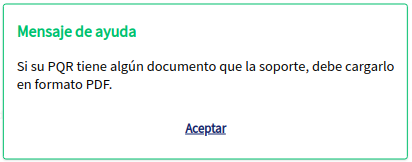 Mensaje de ayuda
Si su PQR tiene algún documento que la soporte, debe cargarlo
en formato PDF.
Aceptar